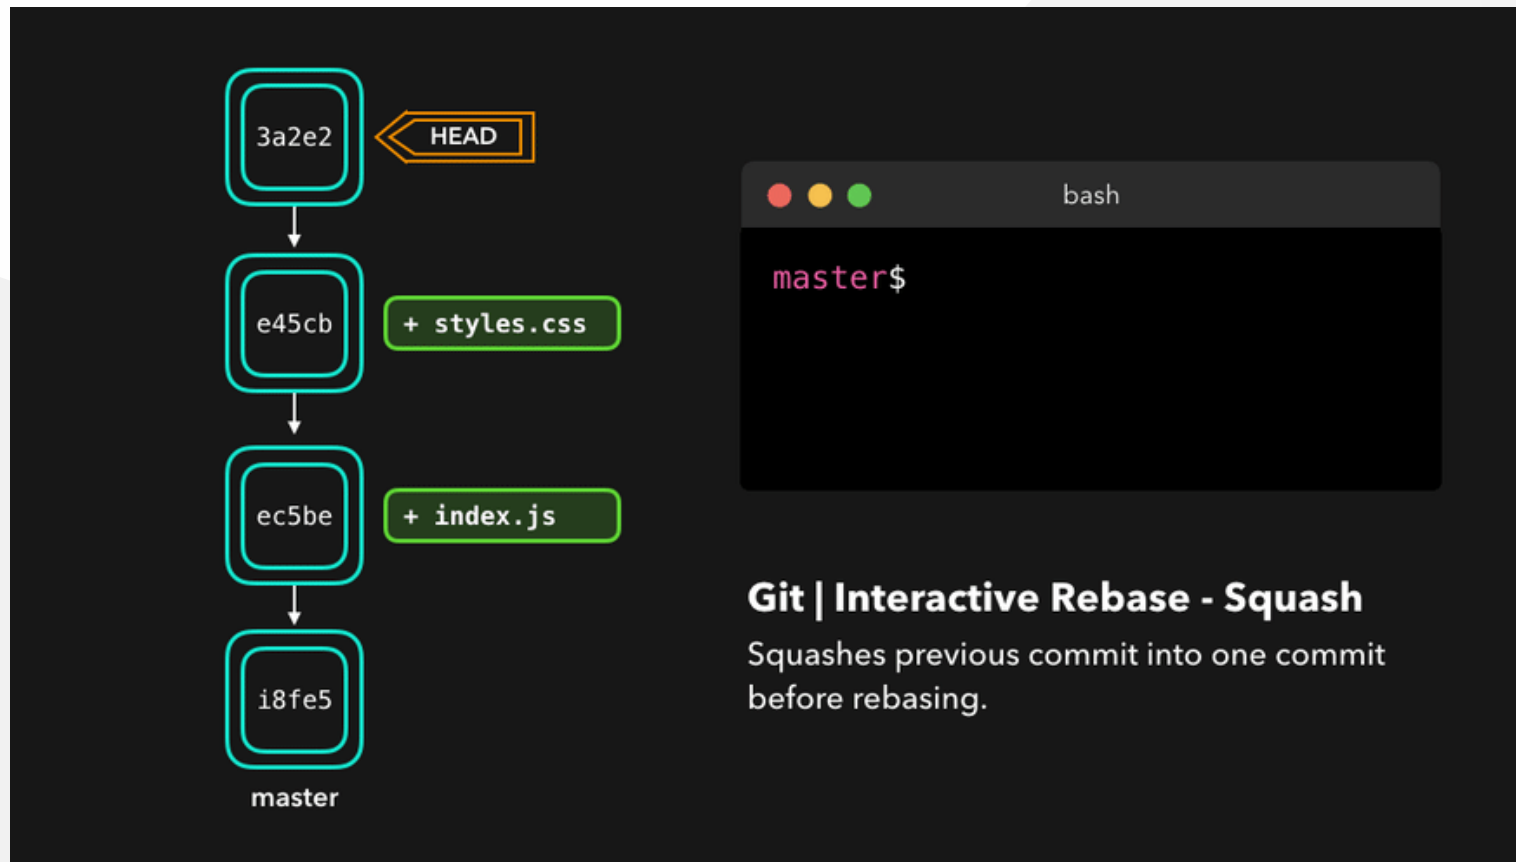 3a2e2
HEAD
e45cb
+ styles.css
ec5be
+ index.js
i8fe5
master
bash
master$
Git | Interactive Rebase - Squash
Squashes previous commit into one commit
before rebasing.